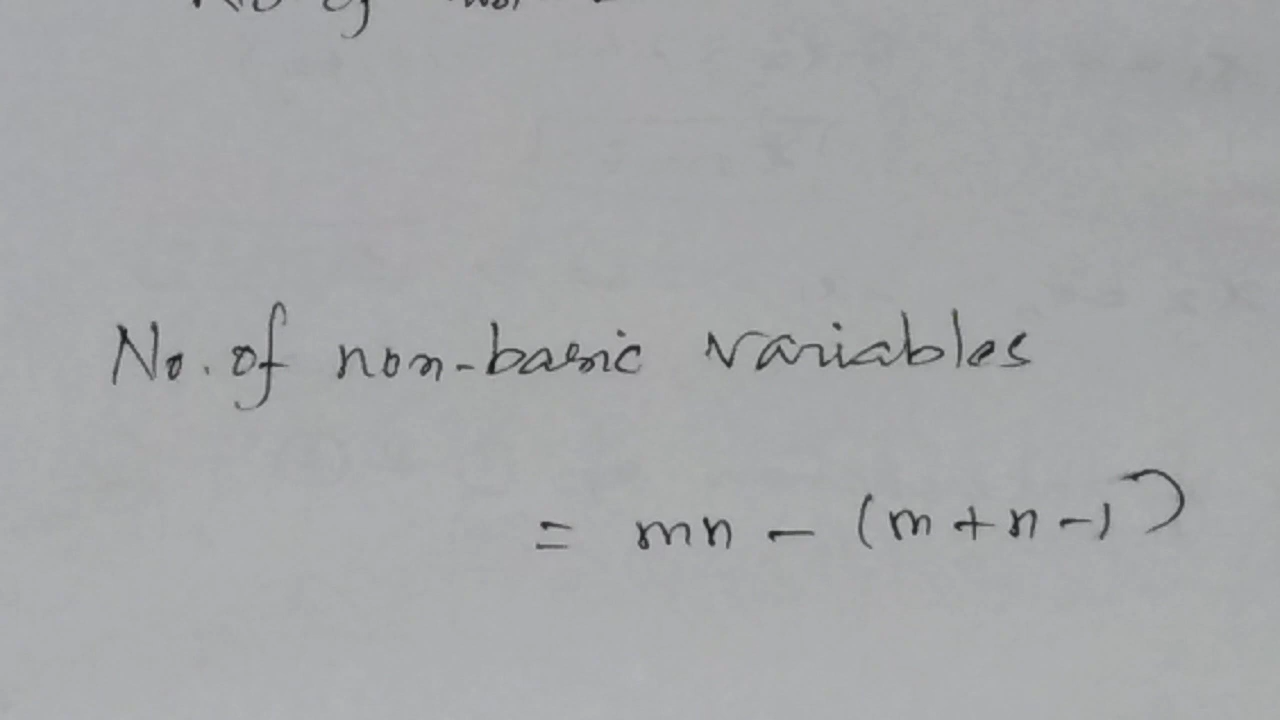 No. of non-basic variables
= mn - (m+n-1)